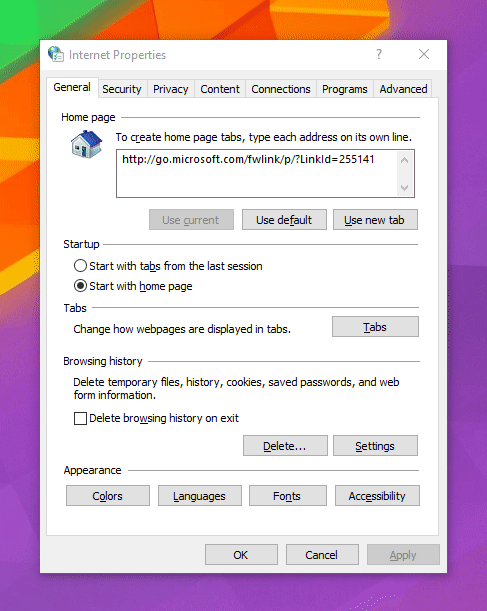 Internet Properties ?
General Security Privacy Content Connections Programs Advanced
Home page
To create home page tabs, type each address on its own line.
http://go.microsoft.com/fwlink/p/?LinkId=255141
Use current Use default Use new tab
Startup
Start with tabs from the last session
Start with home page
Tabs
Change how webpages are displayed in tabs. Tabs
Browsing history
Delete temporary files, history, cookies, saved passwords, and web
form information.
Delete browsing history on exit
Delete... Settings
Appearance
Colors Languages Fonts Accessibility
OK Cancel Apply